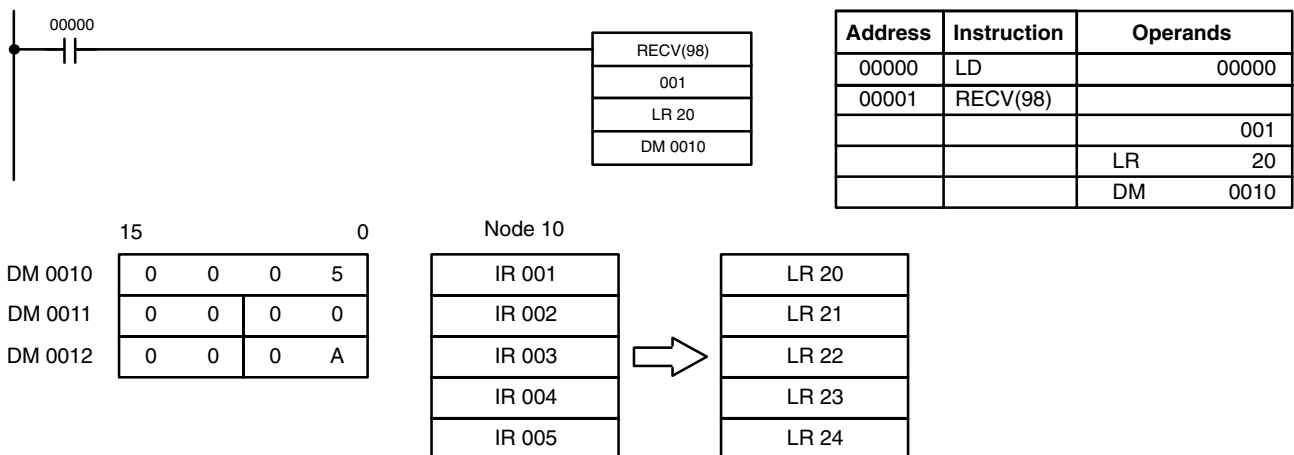 00000
RECV(98)
001
LR 20
DM 0010
Address Instruction Operands
00000 LD 00000
00001 RECV(98)
001
LR 20
DM 0010
15 0
DM 0010 0 0 0 5
DM 0011 0 0 0 0
DM 0012 0 0 0 A
Node 10
IR 001
IR 002
IR 003
IR 004
IR 005
LR 20
LR 21
LR 22
LR 23
LR 24